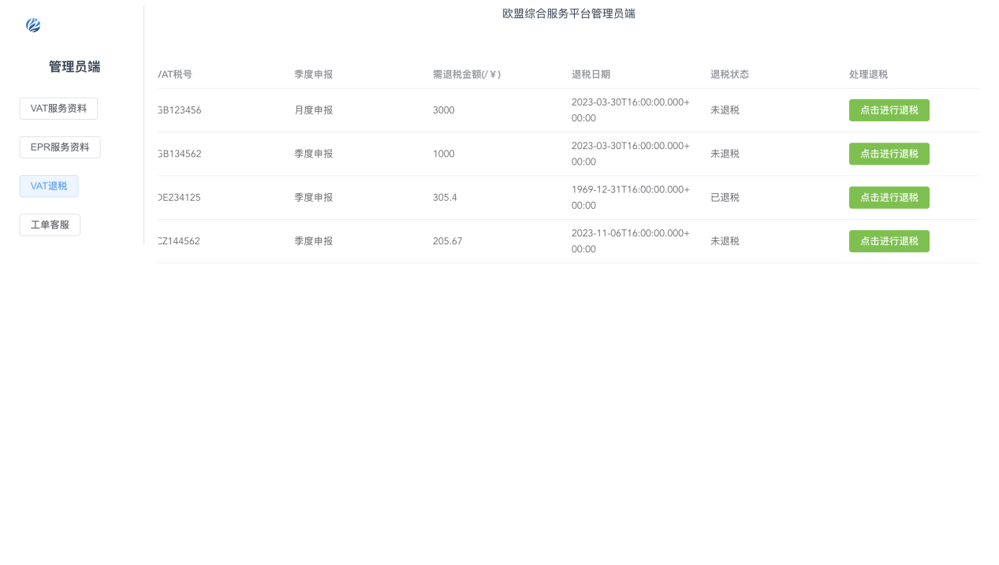 欧盟综合服务平台管理员端
管理员端
VAT服务资料
EPR服务资料
VAT退税
工单客服
VAT税号 季度申报 需退税金额(/￥) 退税日期 退税状态 处理退税
GB123456 月度申报 3000 2023-03-30T16:00:00.000+ 未退税 点击进行退税
00:00
GB134562 季度申报 1000 2023-03-30T16:00:00.000+ 未退税 点击进行退税
00:00
DE234125 季度申报 305.4 1969-12-31T16:00:00.000+ 已退税 点击进行退税
00:00
CZ144562 季度申报 205.67 2023-11-06T16:00:00.000+ 未退税 点击进行退税
00:00